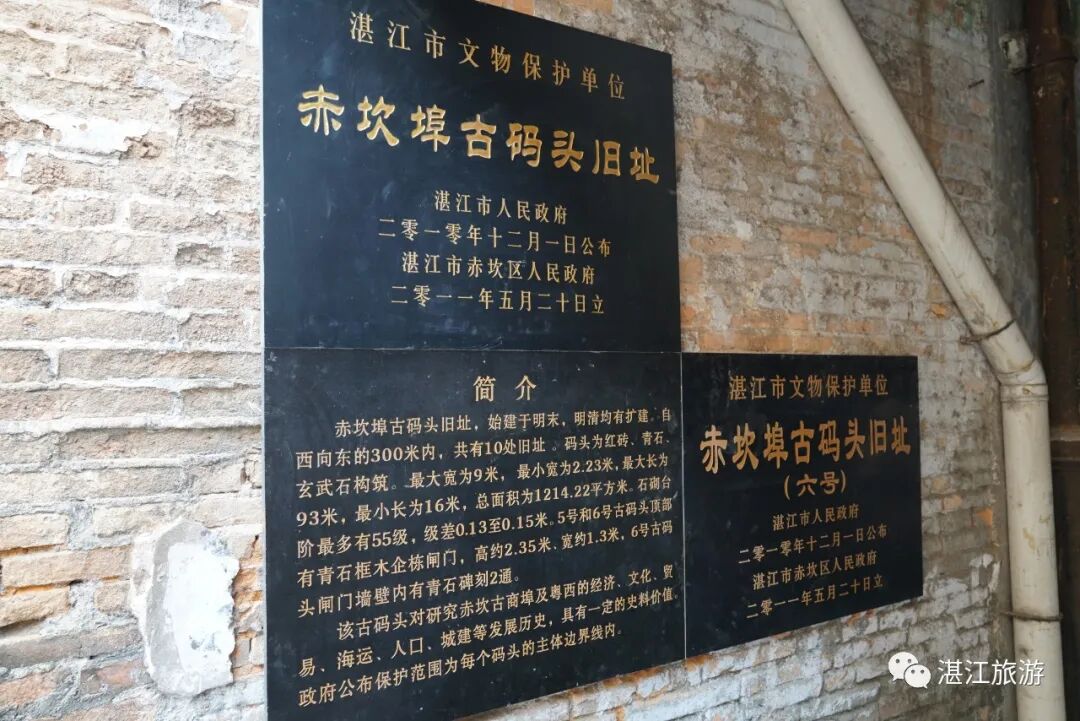 湛江市文物保护单位
赤坎埠古码头旧址
湛江市人民政府
二零一零年十二月一日公布
湛江市赤坎区人民政府
二零一一年五月二十日立
简介
赤坎埠古码头旧址，始建于明末，明清均有扩建。自
西向东的300米内，共有10处旧址。码头为红砖、青石、
玄武石构筑。最大宽为9米，最小宽为2.23米，最大长为
93米，最小长为16米，总面积为1214.22平方米。石砌台
阶最多有55级，级差0.13至0.15米。5号和6号古码头顶部
有青石框木企栋闸门，高约2.35米、宽约1.3米，6号古码
头闸门墙壁内有青石碑刻2通。
该古码头对研究赤坎古商埠及粤西的经济、文化、贸
易、海运、人口、城建等发展历史，具有一定的史料价值。
政府公布保护范围为每个码头的主体边界线内。
湛江市文物保护单位
赤坎埠古码头旧址
（六号）
湛江市人民政府
二零一零年十二月一日公布
湛江市赤坎区人民政府
二零一一年五月二十日立
湛江旅游